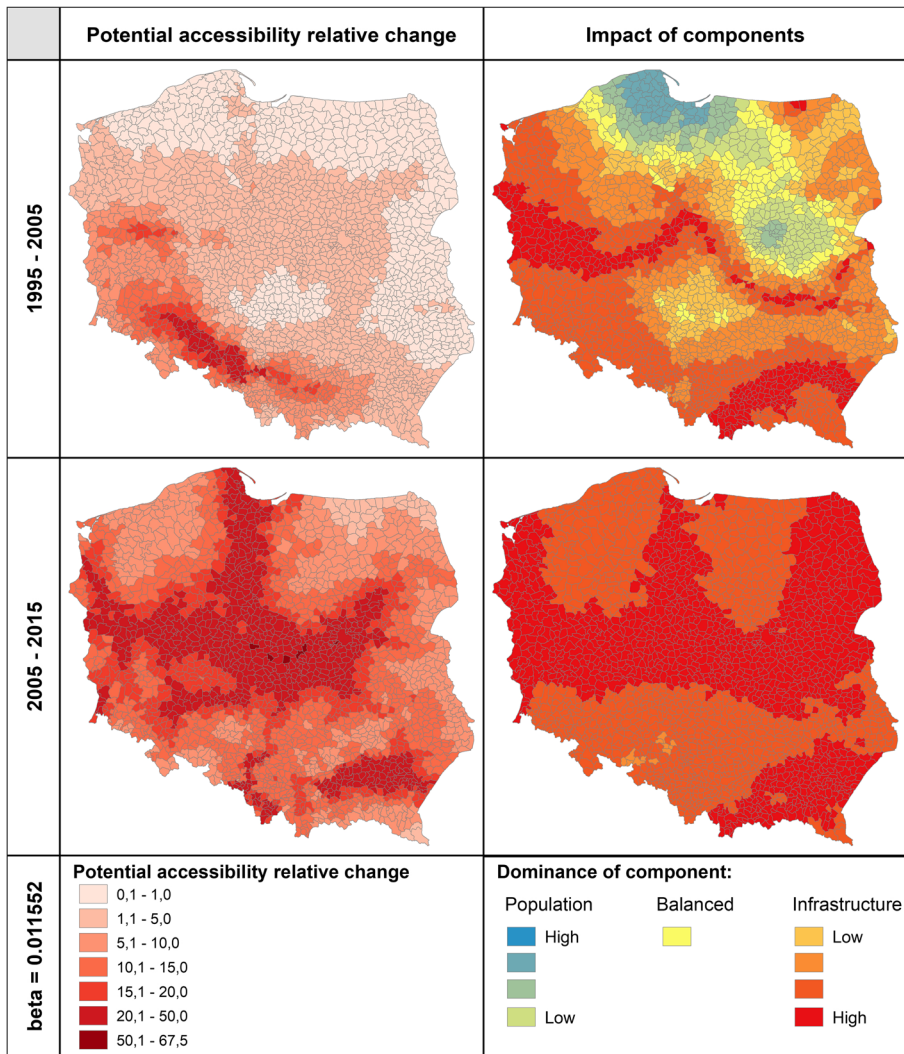 Potential accessibility relative change
Impact of components
1995 - 2005
2005 - 2015
beta = 0.011552
Potential accessibility relative change
0,1 - 1,0
1,1 - 5,0
5,1 - 10,0
10,1 - 15,0
15,1 - 20,0
20,1 - 50,0
50,1 - 67,5
Dominance of component:
Population
High
Low
Balanced
Infrastructure
Low
High